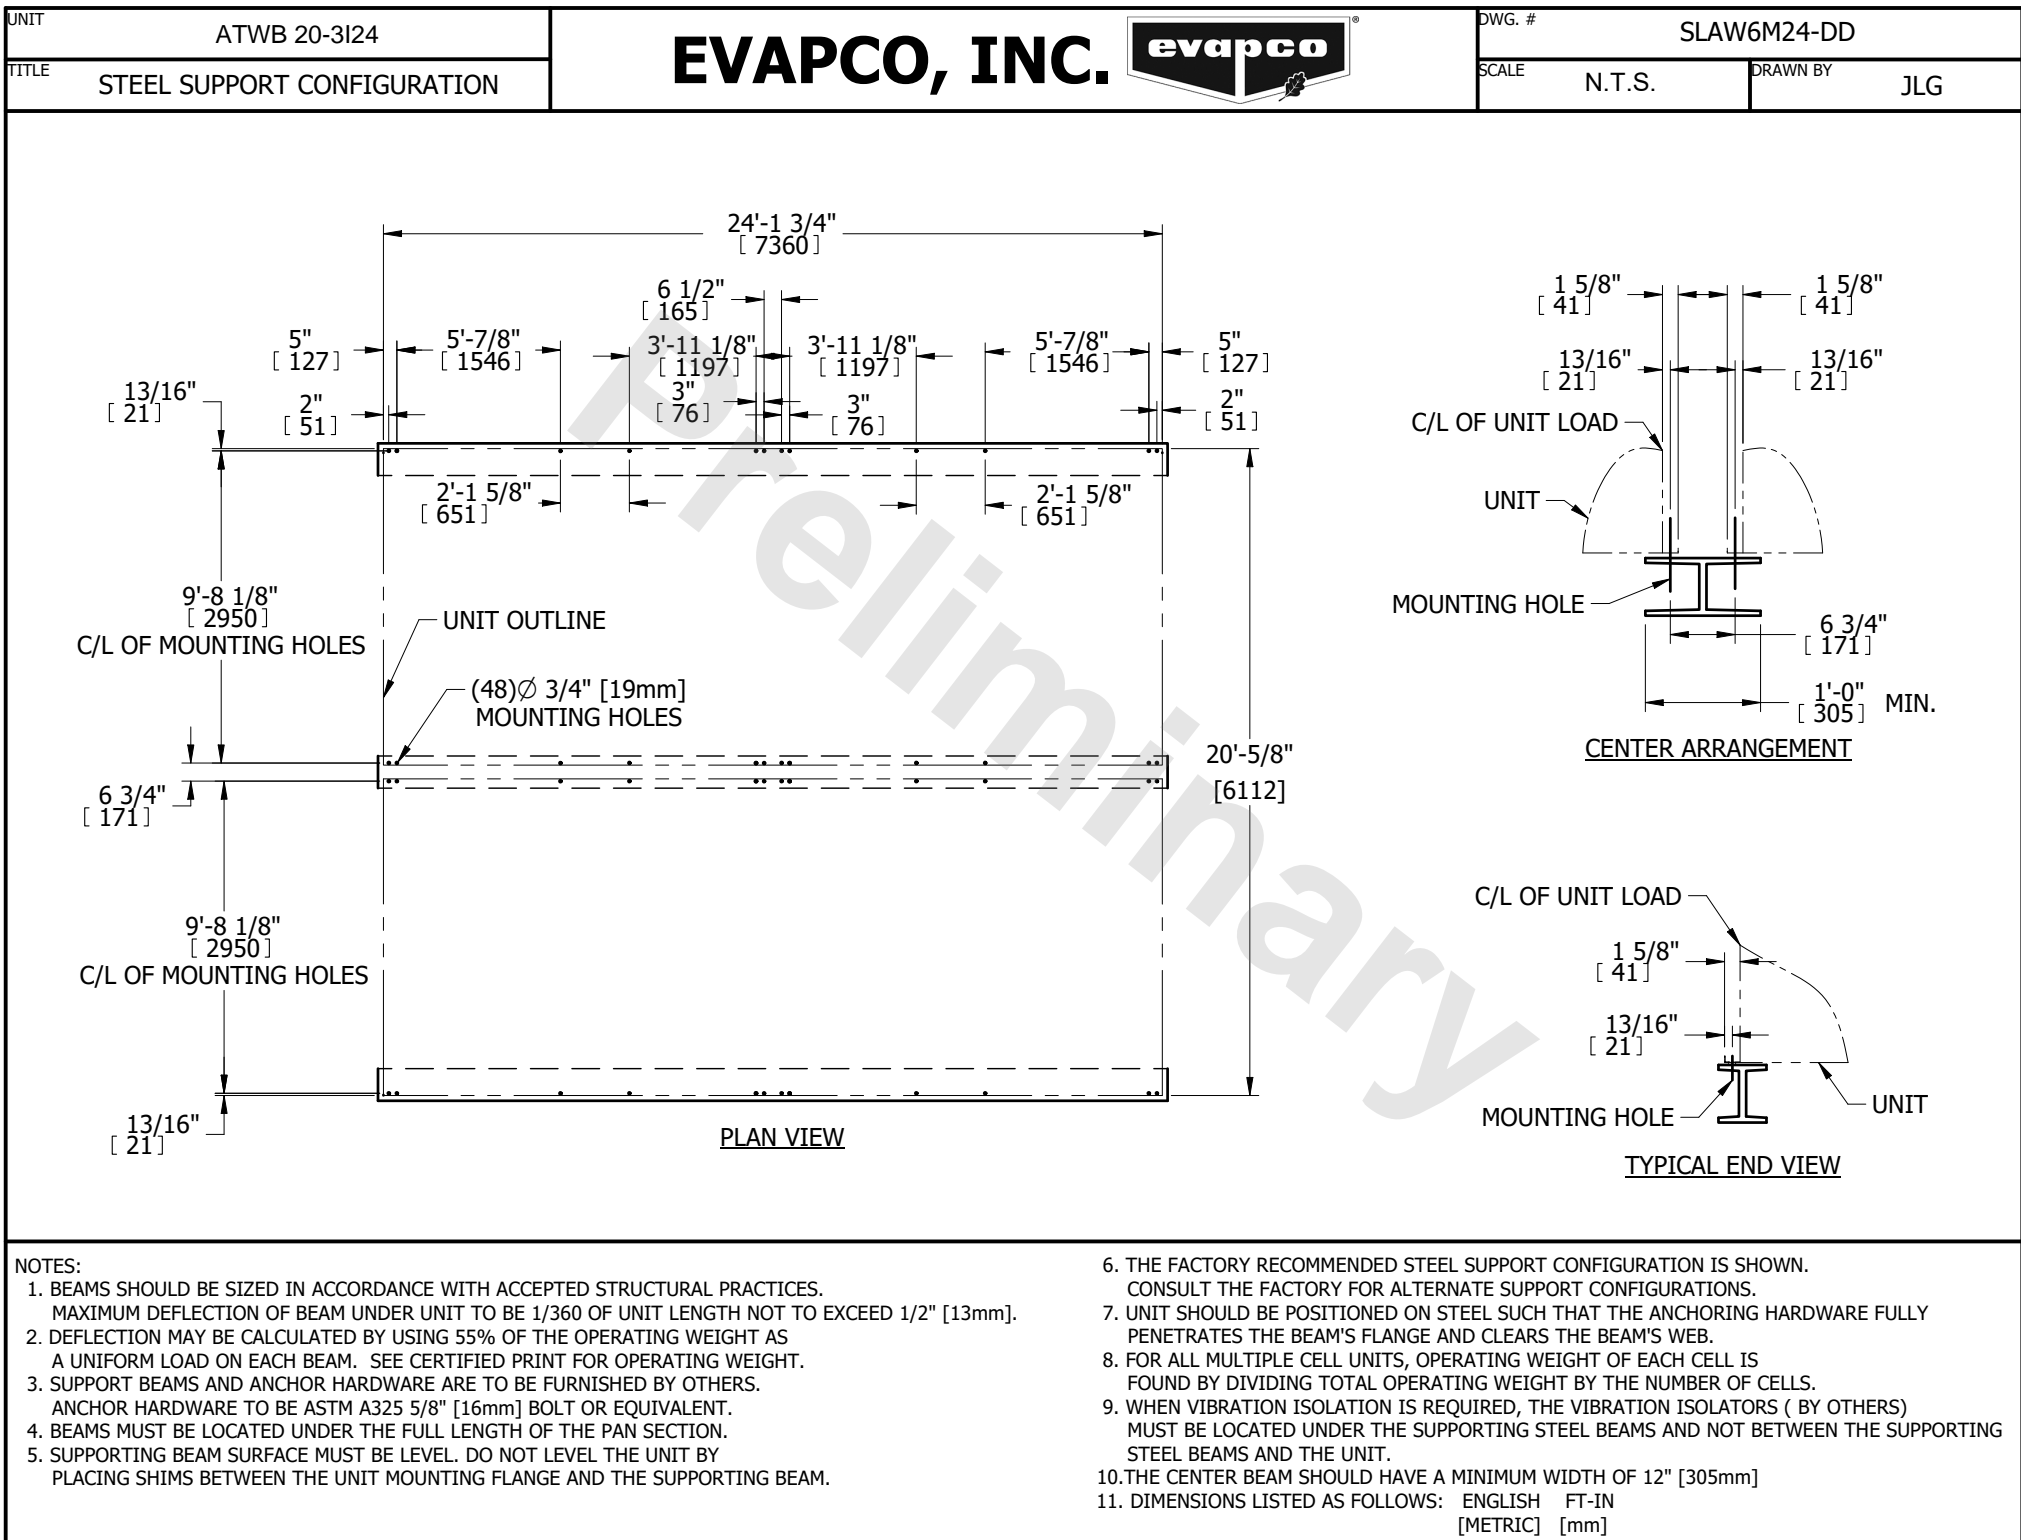 UNIT
ATWB 20-3I24
TITLE
STEEL SUPPORT CONFIGURATION
EVAPCO, INC.
evapco
®
DWG. #
SLAW6M24-DD
SCALE
N.T.S.
DRAWN BY
JLG
24'-1 3/4"
[ 7360]
6 1/2"
[ 165]
5"
[ 127]
5'-7/8"
[ 1546]
3'-11 1/8"
[ 1197]
3'-11 1/8"
[ 1197]
5'-7/8"
[ 1546]
5"
[ 127]
13/16"
[ 21]
2"
[ 51]
3"
[ 76]
3"
[ 76]
2"
[ 51]
2'-1 5/8"
[ 651]
2'-1 5/8"
[ 651]
9'-8 1/8"
[ 2950]
C/L OF MOUNTING HOLES
UNIT OUTLINE
(48)Ø 3/4" [19mm]
MOUNTING HOLES
6 3/4"
[ 171]
20'-5/8"
[6112]
9'-8 1/8"
[ 2950]
C/L OF MOUNTING HOLES
13/16"
[ 21]
PLAN VIEW
Preliminary
1 5/8"
[ 41]
1 5/8"
[ 41]
13/16"
[ 21]
13/16"
[ 21]
C/L OF UNIT LOAD
UNIT
MOUNTING HOLE
6 3/4"
[ 171]
1'-0"
[ 305] MIN.
CENTER ARRANGEMENT
C/L OF UNIT LOAD
1 5/8"
[ 41]
13/16"
[ 21]
MOUNTING HOLE
UNIT
TYPICAL END VIEW
NOTES:
1. BEAMS SHOULD BE SIZED IN ACCORDANCE WITH ACCEPTED STRUCTURAL PRACTICES.
MAXIMUM DEFLECTION OF BEAM UNDER UNIT TO BE 1/360 OF UNIT LENGTH NOT TO EXCEED 1/2" [13mm].
2. DEFLECTION MAY BE CALCULATED BY USING 55% OF THE OPERATING WEIGHT AS
A UNIFORM LOAD ON EACH BEAM. SEE CERTIFIED PRINT FOR OPERATING WEIGHT.
3. SUPPORT BEAMS AND ANCHOR HARDWARE ARE TO BE FURNISHED BY OTHERS.
ANCHOR HARDWARE TO BE ASTM A325 5/8" [16mm] BOLT OR EQUIVALENT.
4. BEAMS MUST BE LOCATED UNDER THE FULL LENGTH OF THE PAN SECTION.
5. SUPPORTING BEAM SURFACE MUST BE LEVEL. DO NOT LEVEL THE UNIT BY
PLACING SHIMS BETWEEN THE UNIT MOUNTING FLANGE AND THE SUPPORTING BEAM.
6. THE FACTORY RECOMMENDED STEEL SUPPORT CONFIGURATION IS SHOWN.
CONSULT THE FACTORY FOR ALTERNATE SUPPORT CONFIGURATIONS.
7. UNIT SHOULD BE POSITIONED ON STEEL SUCH THAT THE ANCHORING HARDWARE FULLY
PENETRATES THE BEAM'S FLANGE AND CLEARS THE BEAM'S WEB.
8. FOR ALL MULTIPLE CELL UNITS, OPERATING WEIGHT OF EACH CELL IS
FOUND BY DIVIDING TOTAL OPERATING WEIGHT BY THE NUMBER OF CELLS.
9. WHEN VIBRATION ISOLATION IS REQUIRED, THE VIBRATION ISOLATORS ( BY OTHERS)
MUST BE LOCATED UNDER THE SUPPORTING STEEL BEAMS AND NOT BETWEEN THE SUPPORTING
STEEL BEAMS AND THE UNIT.
10.THE CENTER BEAM SHOULD HAVE A MINIMUM WIDTH OF 12" [305mm]
11. DIMENSIONS LISTED AS FOLLOWS: ENGLISH FT-IN
[METRIC] [mm]